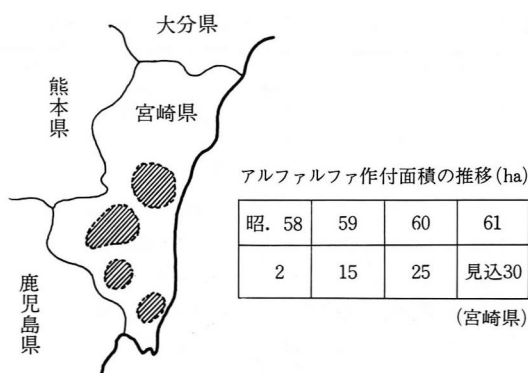 大分県
熊本県
宮崎県
鹿児島県
アルファルファ作付面積の推移(ha)
昭.58 59 60 61
2 15 25 見込30
(宮崎県)